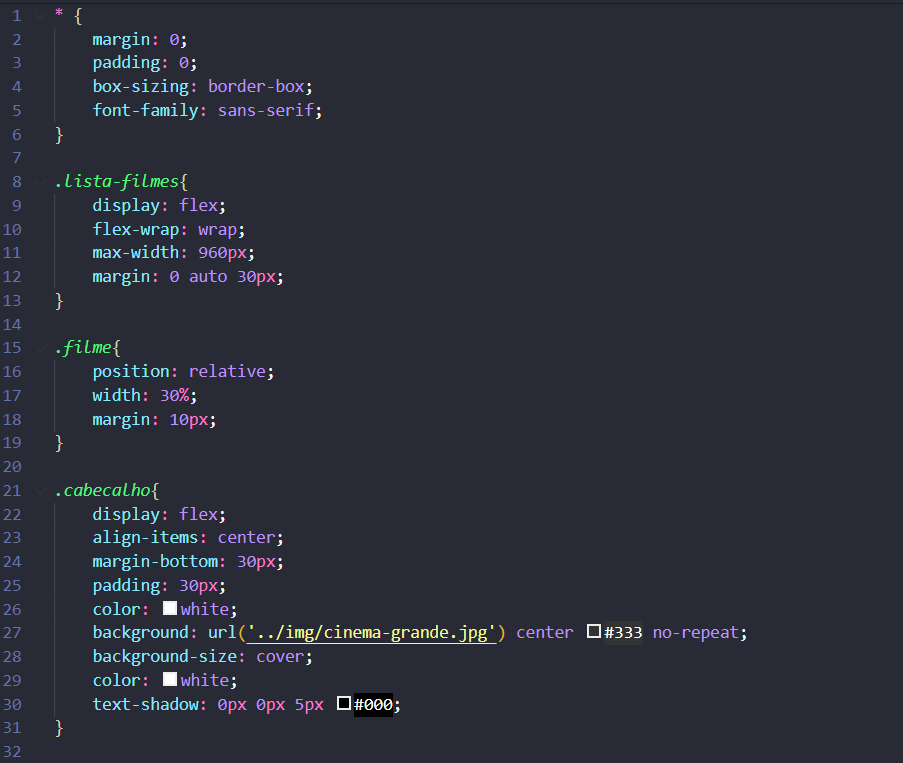 1 * {
2     margin: 0;
3     padding: 0;
4     box-sizing: border-box;
5     font-family: sans-serif;
6 }
7
8 .lista-filmes{
9     display: flex;
10     flex-wrap: wrap;
11     max-width: 960px;
12     margin: 0 auto 30px;
13 }
14
15 .filme{
16     position: relative;
17     width: 30%;
18     margin: 10px;
19 }
20
21 .cabecalho{
22     display: flex;
23     align-items: center;
24     margin-bottom: 30px;
25     padding: 30px;
26     color: white;
27     background: url('../img/cinema-grande.jpg') center #333 no-repeat;
28     background-size: cover;
29     color: white;
30     text-shadow: 0px 0px 5px #000;
31 }
32